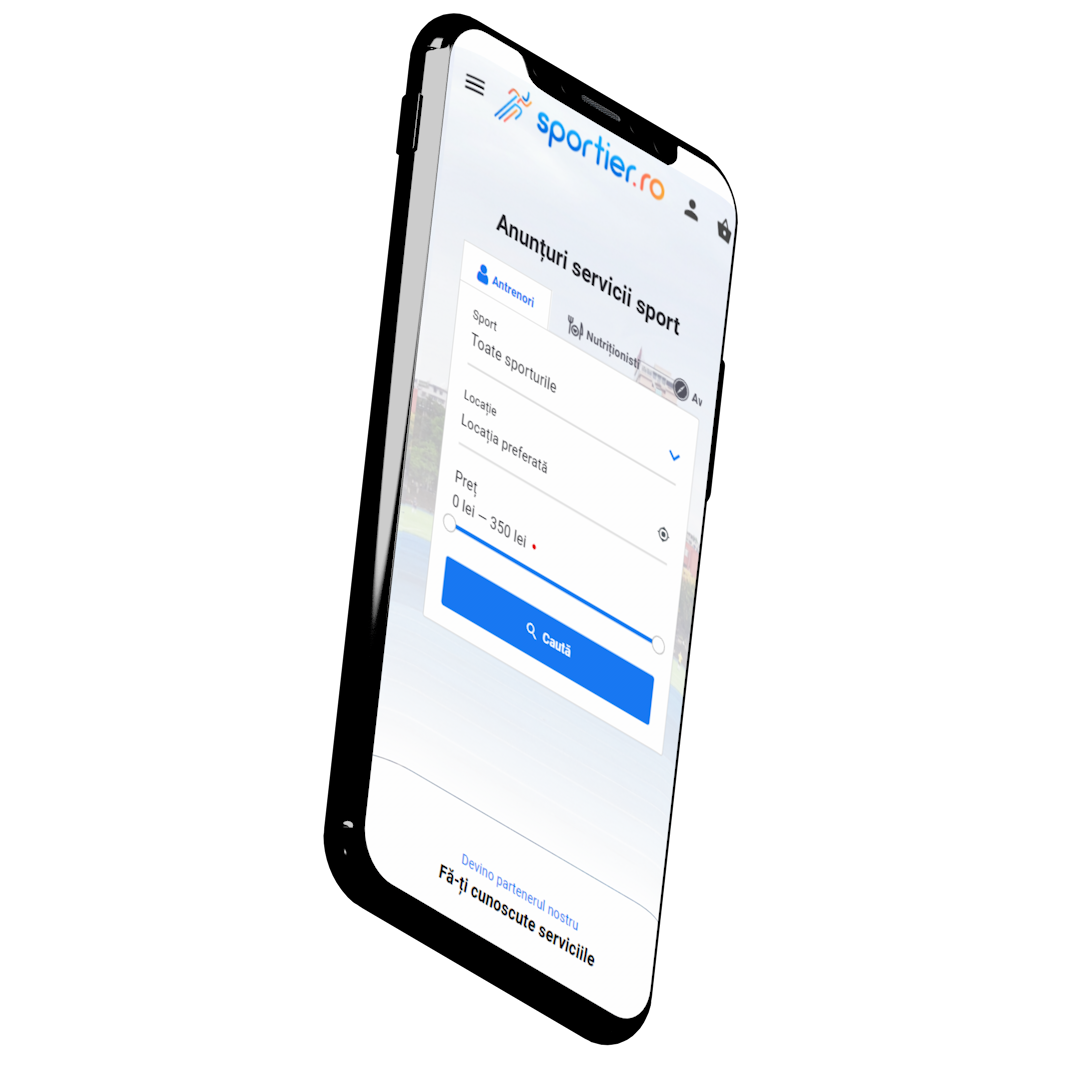 sportier.ro
Anunțuri servicii sport
Antrenori
Nutriționisti
Av
Sport
Toate sporturile
Locație
Locația preferată
Preț
0 lei – 350 lei
Caută
Devino partenerul nostru
Fă-ți cunoscute serviciile